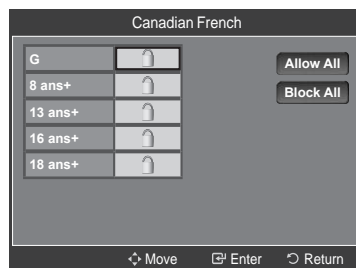 Canadian French
G
8 ans+
13 ans+
16 ans+
18 ans+
Allow All
Block All
Move Enter Return